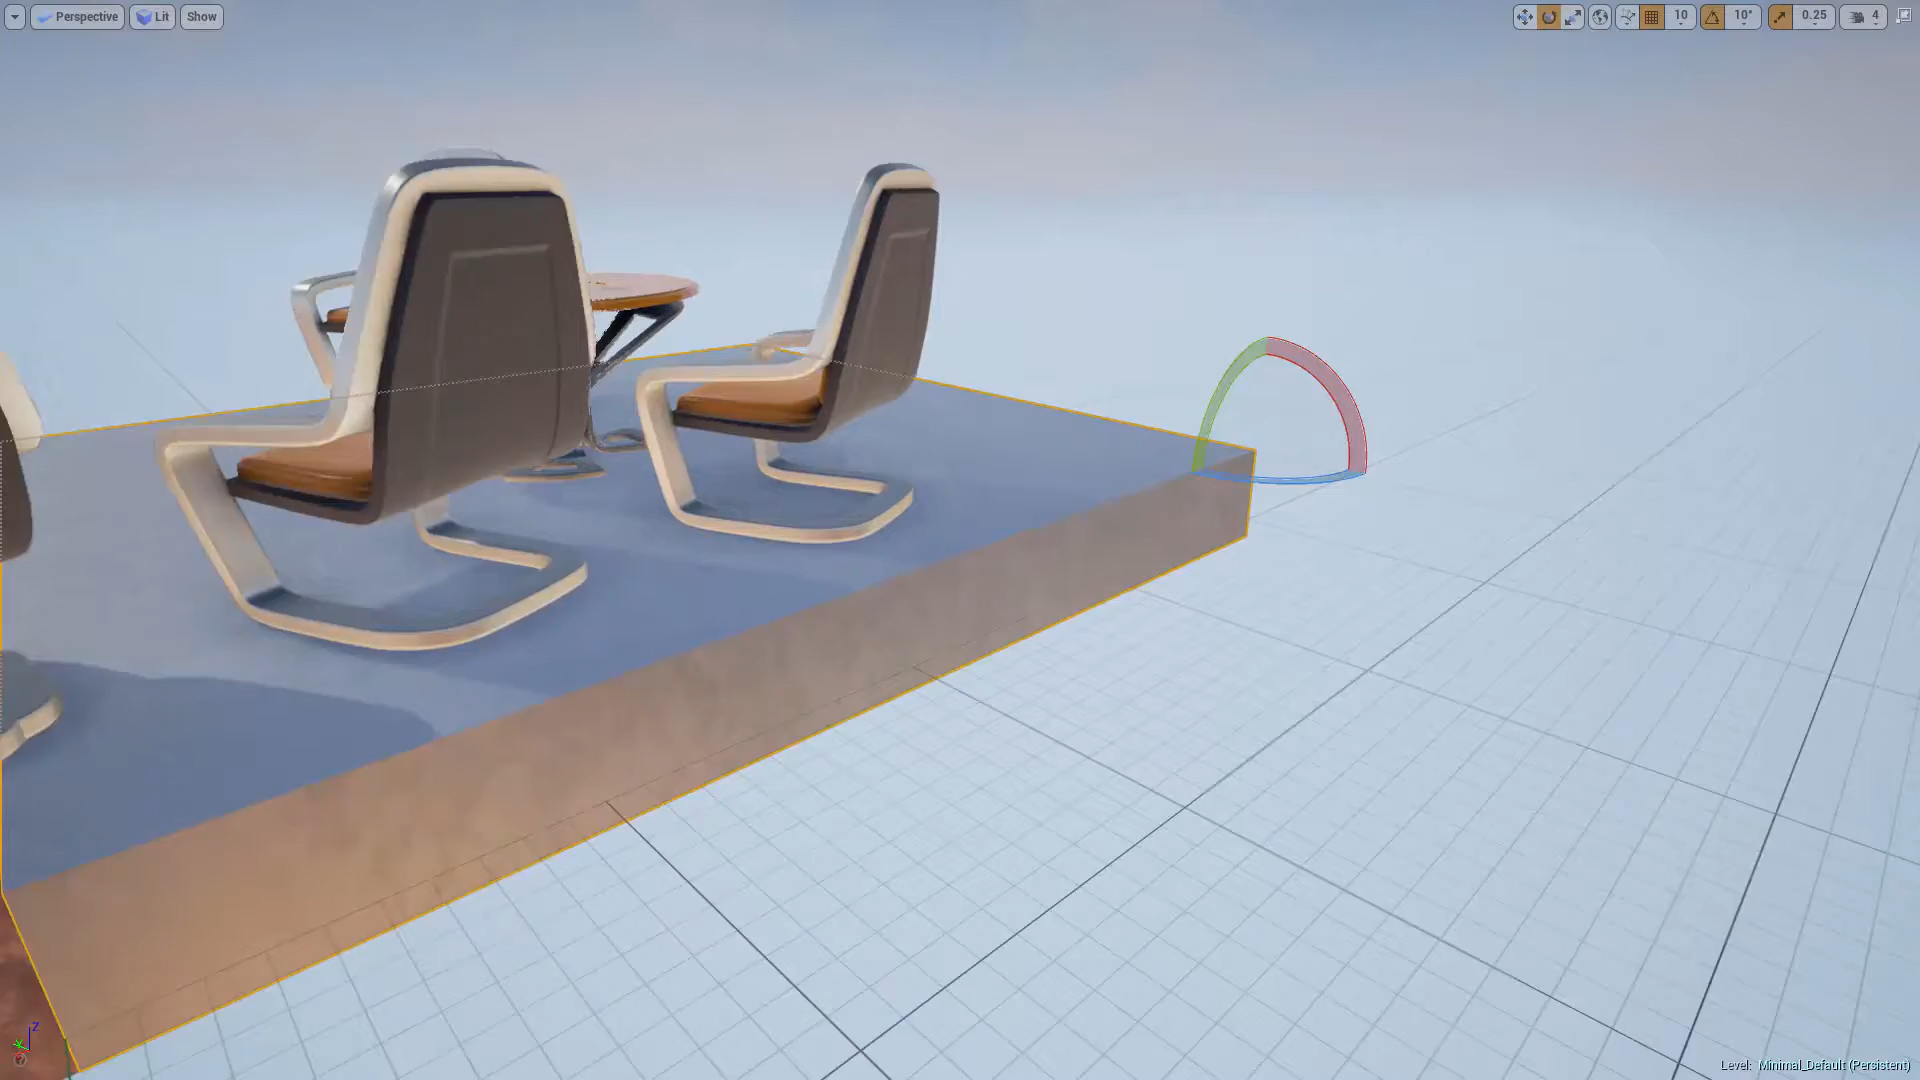 Perspective Lit Show 10 10° 0.25 4
Z
Level: Minimal_Default (Persistent)